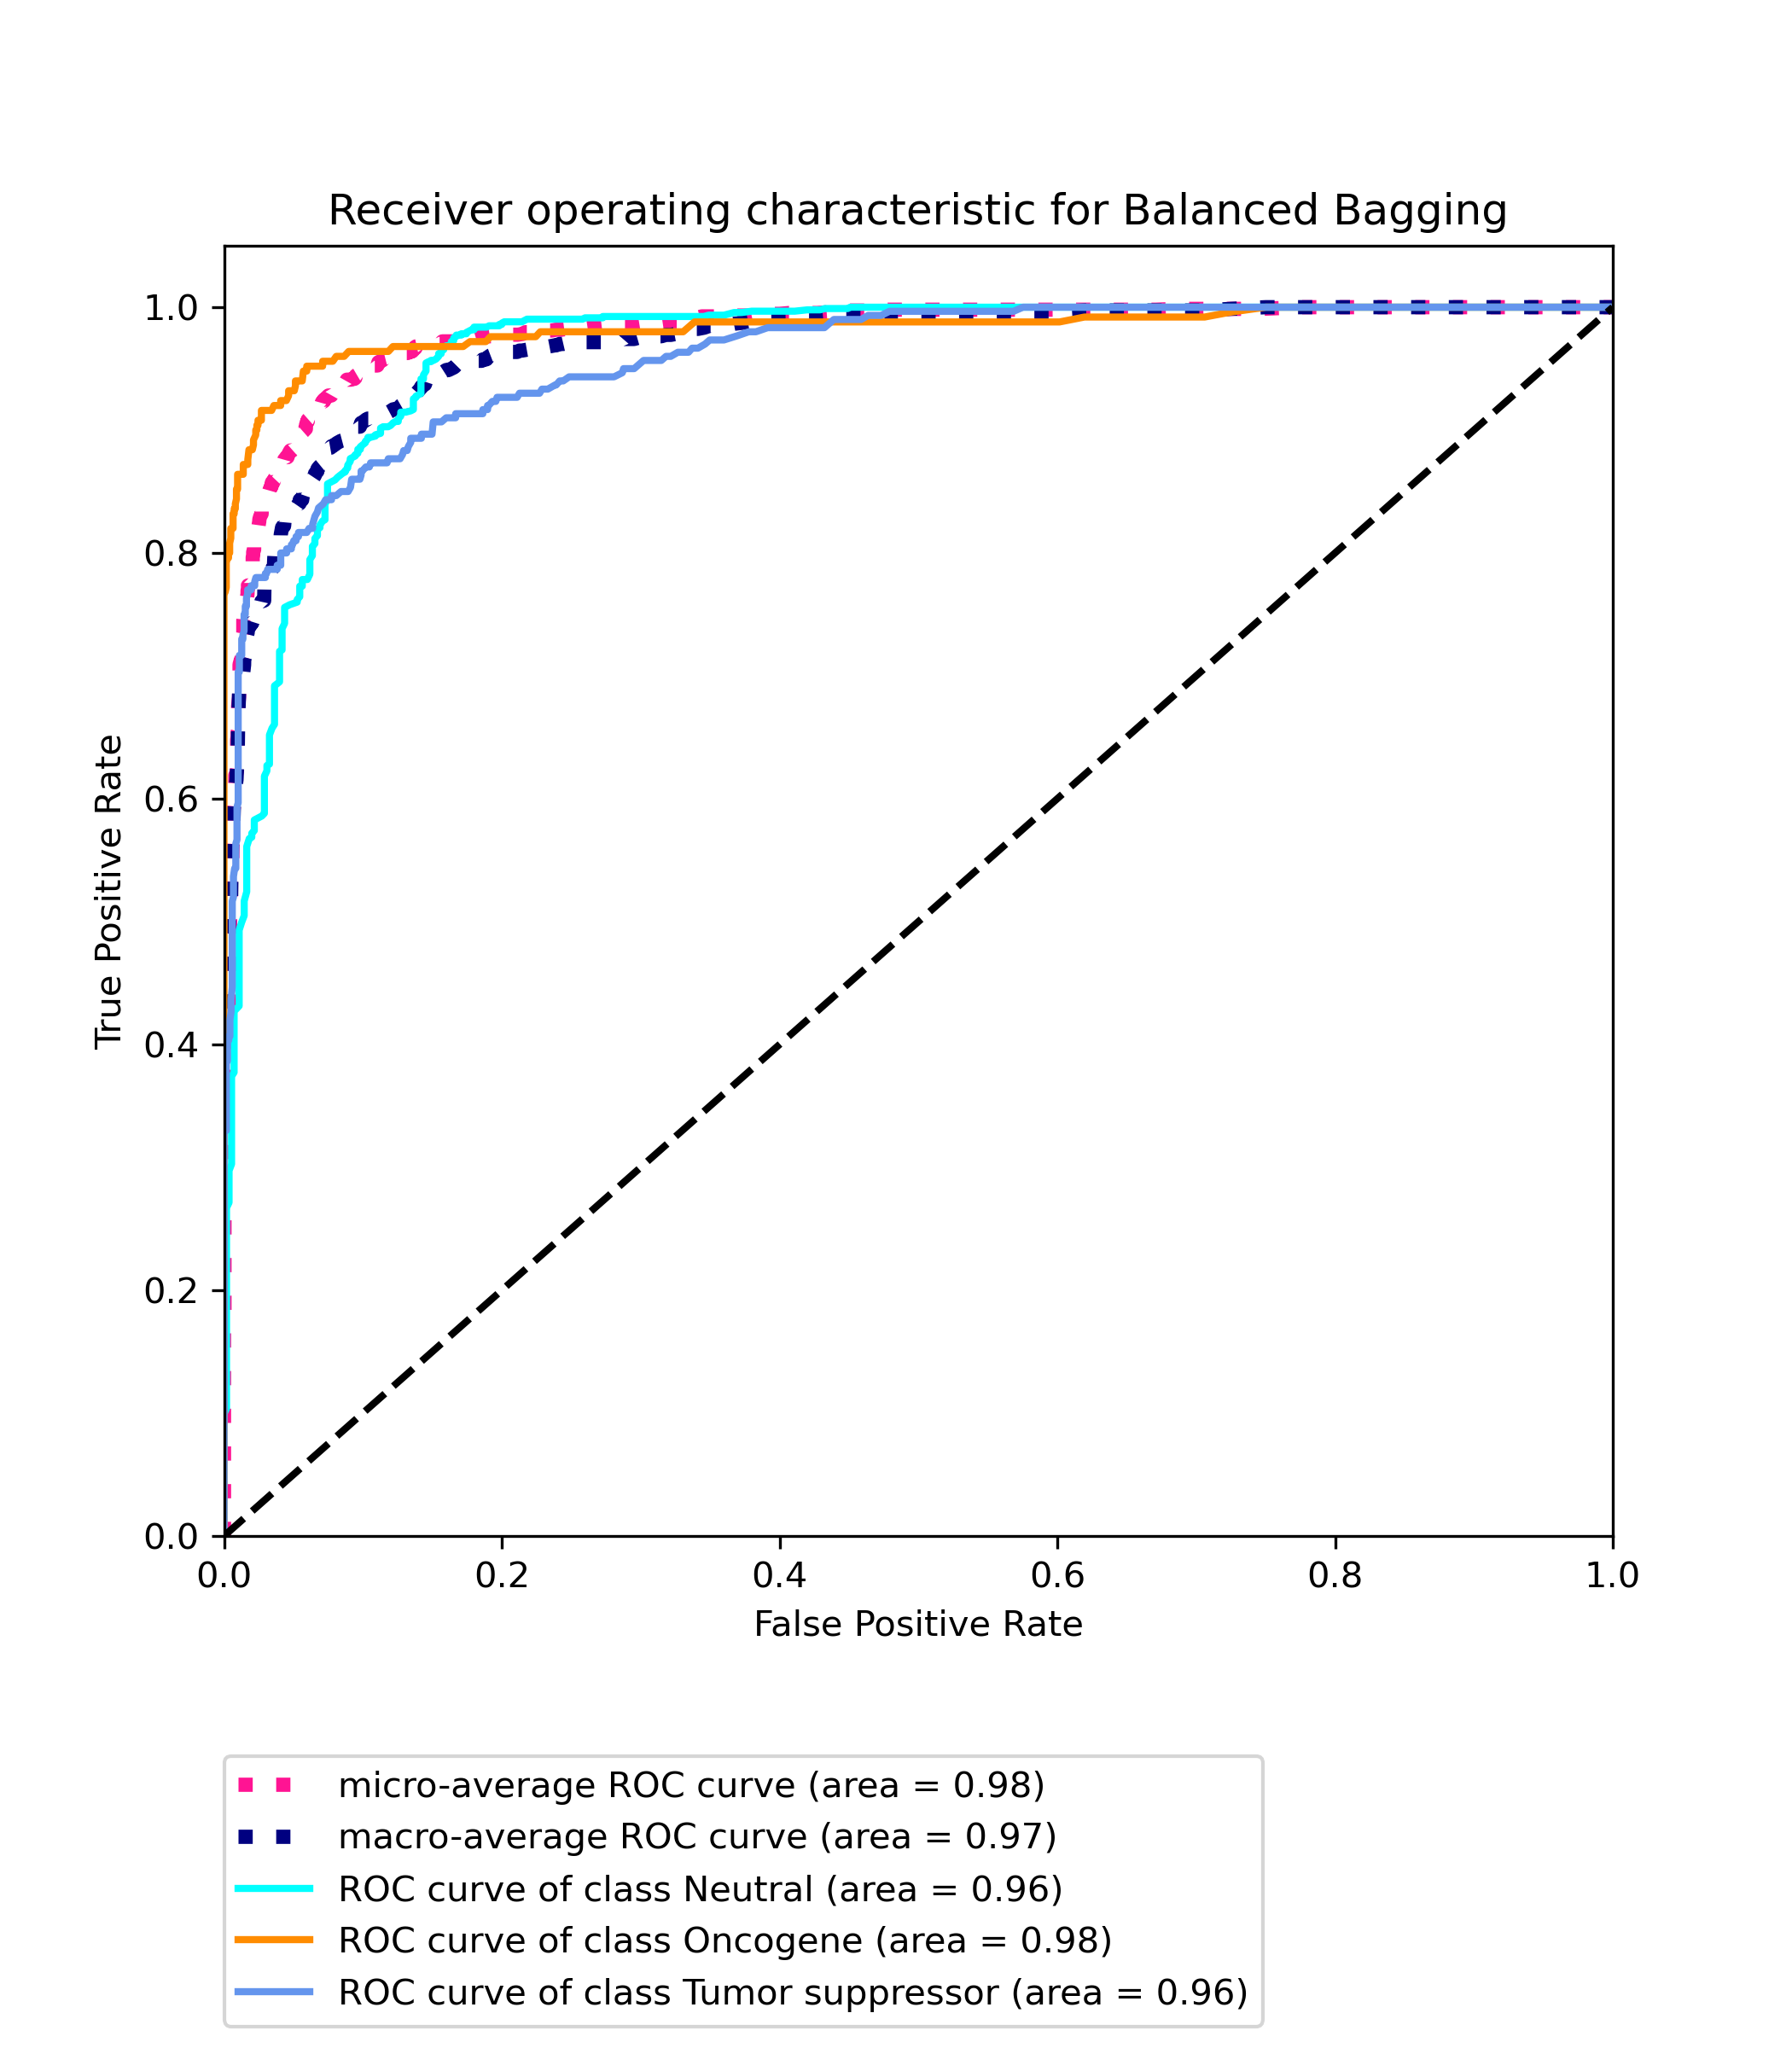 Receiver operating characteristic for Balanced Bagging
1.0
0.8
0.6
0.4
0.2
0.0
True Positive Rate
0.0 0.2 0.4 0.6 0.8 1.0
False Positive Rate
micro-average ROC curve (area = 0.98)
macro-average ROC curve (area = 0.97)
ROC curve of class Neutral (area = 0.96)
ROC curve of class Oncogene (area = 0.98)
ROC curve of class Tumor suppressor (area = 0.96)